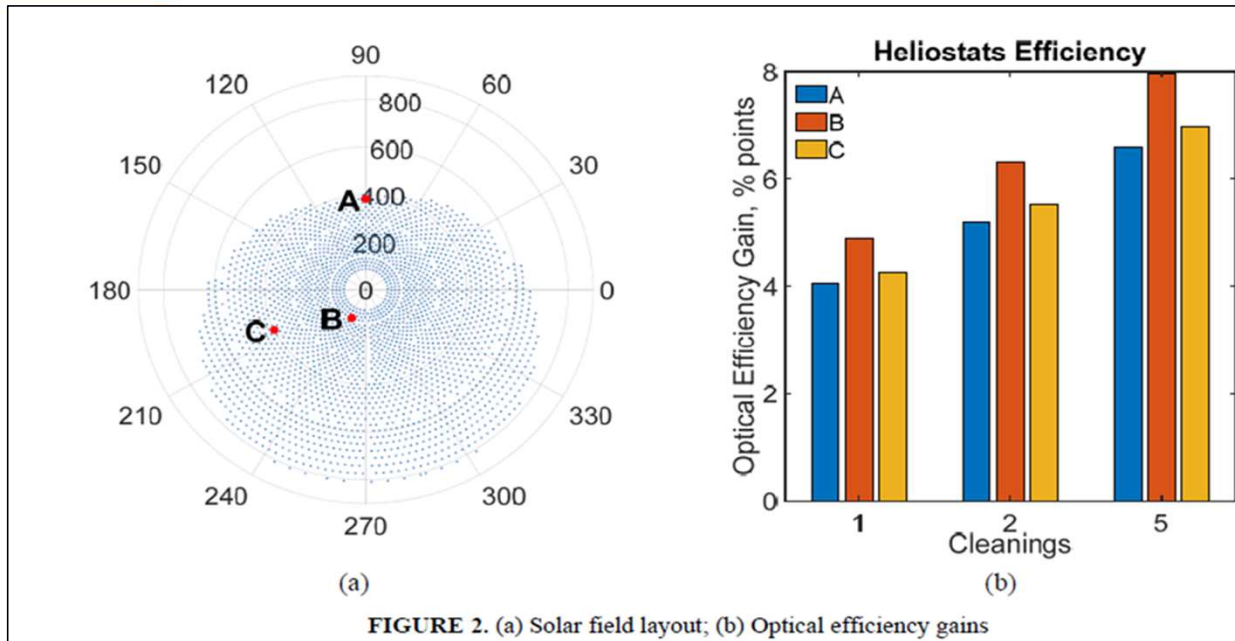 90
120
60
800
600
150
30
A
400
200
180
0
0
B
C
210
330
240
300
270
(a)
Heliostats Efficiency
Optical Efficiency Gain, % points
8
6
4
2
0
A
B
C
1 2 5
Cleanings
(b)
FIGURE 2. (a) Solar field layout; (b) Optical efficiency gains